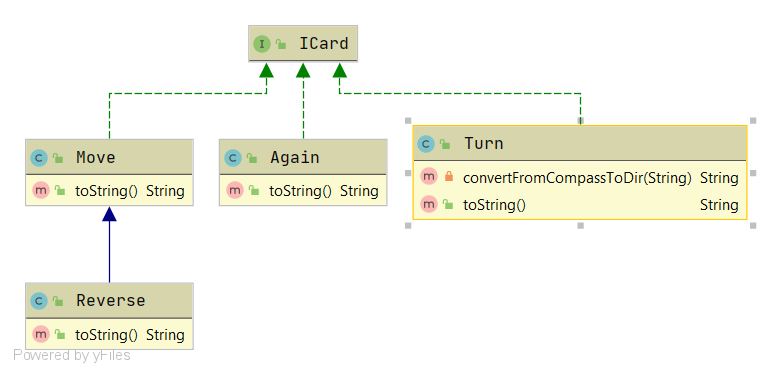 I ICard
C Move
m toString() String
C Again
m toString() String
C Turn
m convertFromCompassToDir(String) String
m toString() String
C Reverse
m toString() String
Powered by yFiles